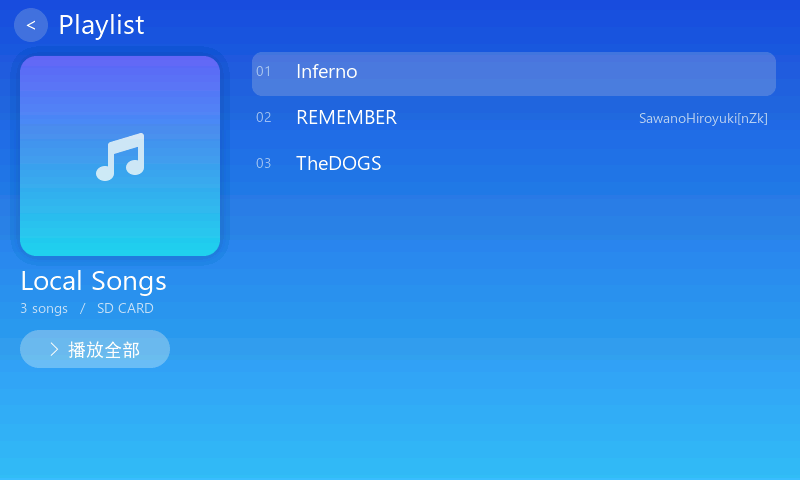 < Playlist
01 Inferno
02 REMEMBER SawanoHiroyuki[nZk]
03 TheDOGS
Local Songs
3 songs / SD CARD
> 播放全部